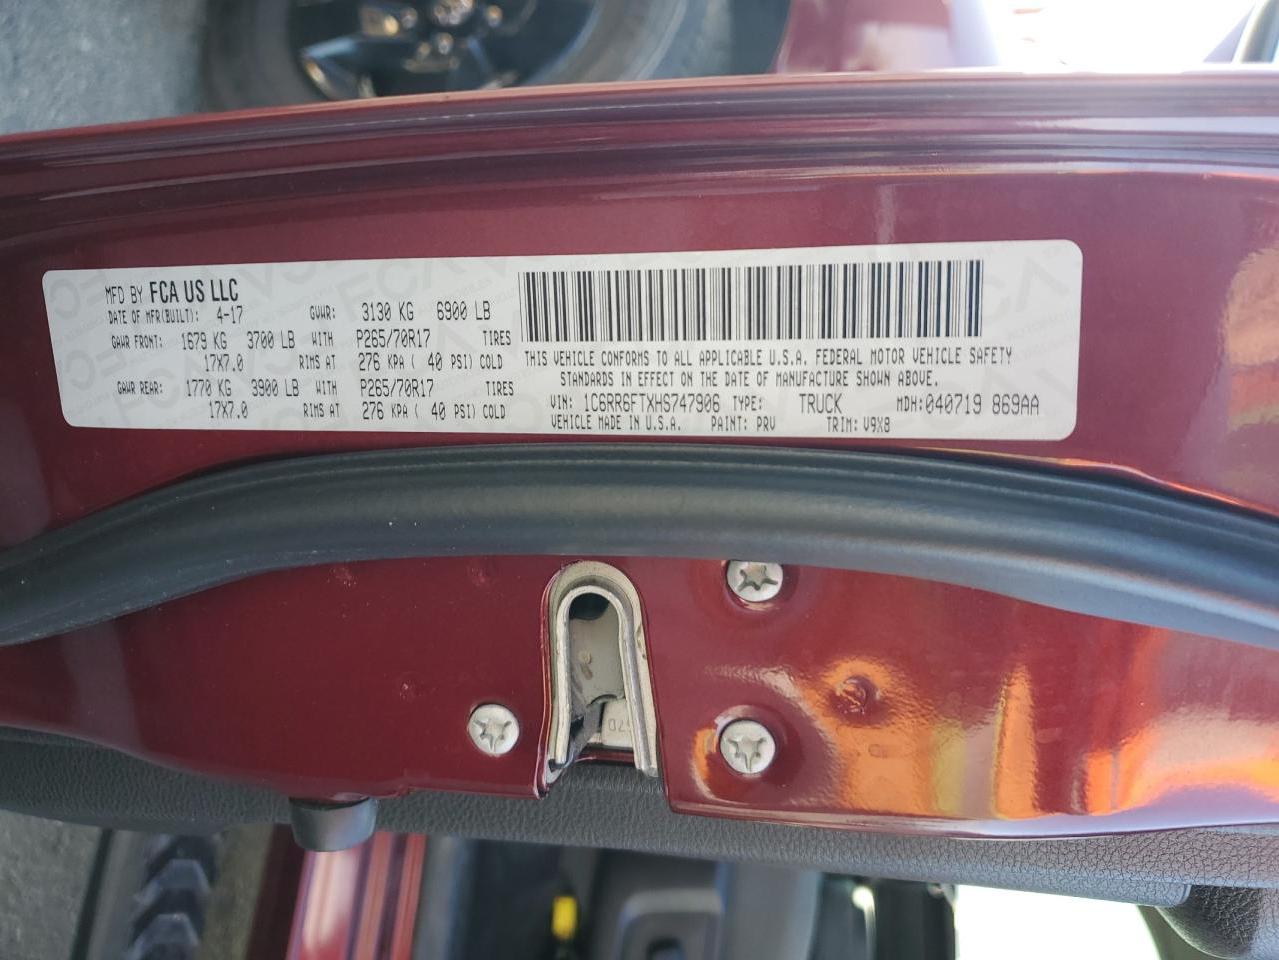 MFD BY FCA US LLC
DATE OF MFR(BUILT): 4-17 GVWR: 3130 KG 6900 LB
GAWR FRONT: 1679 KG 3700 LB WITH P265/70R17 TIRES
17X7.0 RIMS AT 276 KPA ( 40 PSI) COLD
GAWR REAR: 1770 KG 3900 LB WITH P265/70R17 TIRES
17X7.0 RIMS AT 276 KPA ( 40 PSI) COLD
THIS VEHICLE CONFORMS TO ALL APPLICABLE U.S.A. FEDERAL MOTOR VEHICLE SAFETY
STANDARDS IN EFFECT ON THE DATE OF MANUFACTURE SHOWN ABOVE.
VIN: 1C6RR6FTXHS747906 TYPE: TRUCK MDH: 040719 869AA
VEHICLE MADE IN U.S.A. PAINT: PRV TRIM: V9X8